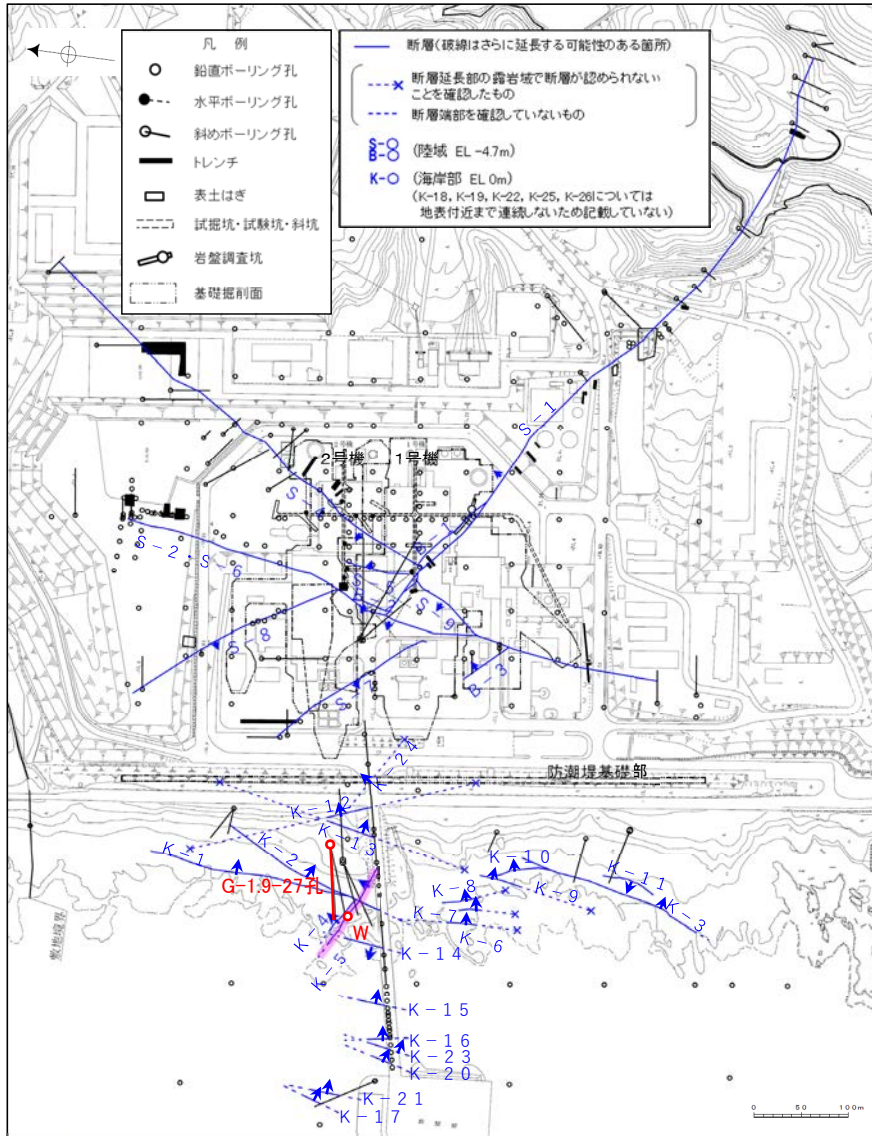 凡 例
鉛直ボーリング孔
水平ボーリング孔
斜めボーリング孔
トレンチ
表土はぎ
試掘坑・試験坑・斜坑
岩盤調査坑
基礎掘削面
断層(破線はさらに延長する可能性のある箇所)
断層延長部の露岩域で断層が認められない
ことを確認したもの
断層端部を確認していないもの
S-○
B-○
(陸域 EL -4.7m)
K-○
(海岸部 EL 0m)
(K-18, K-19, K-22, K-25, K-26については
地表付近まで連続しないため記載していない)
S-1
2号機
1号機
S-4
B-1
S-2・S-6
S-5
B-2
S-9
S-8
B-3
S-7
K-24
防潮堤基礎部
K-12
K-13
K-1
K-2
K-10
K-11
G-1.9-27孔
K-8
K-9
K-7
K-3
K-4
W
K-6
K-5
K-14
敷地境界
K-15
K-16
K-23
K-20
K-21
K-17
0 50 100m